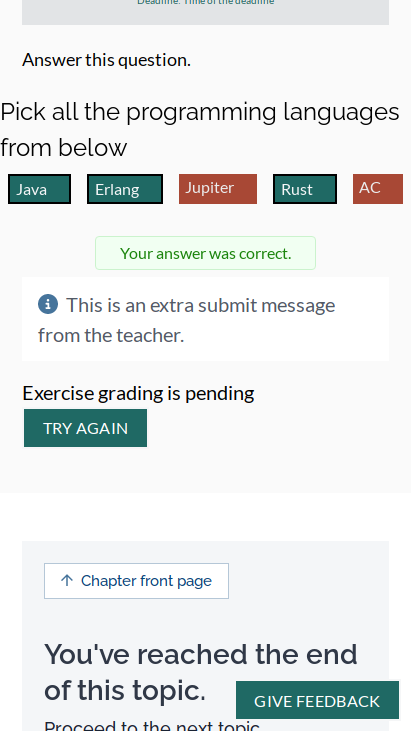 Deadline: Time of the deadline
Answer this question.
Pick all the programming languages
from below
Java Erlang Jupiter Rust AC
Your answer was correct.
This is an extra submit message
from the teacher.
Exercise grading is pending
TRY AGAIN
Chapter front page
You've reached the end
of this topic.
GIVE FEEDBACK
Proceed to the next topic